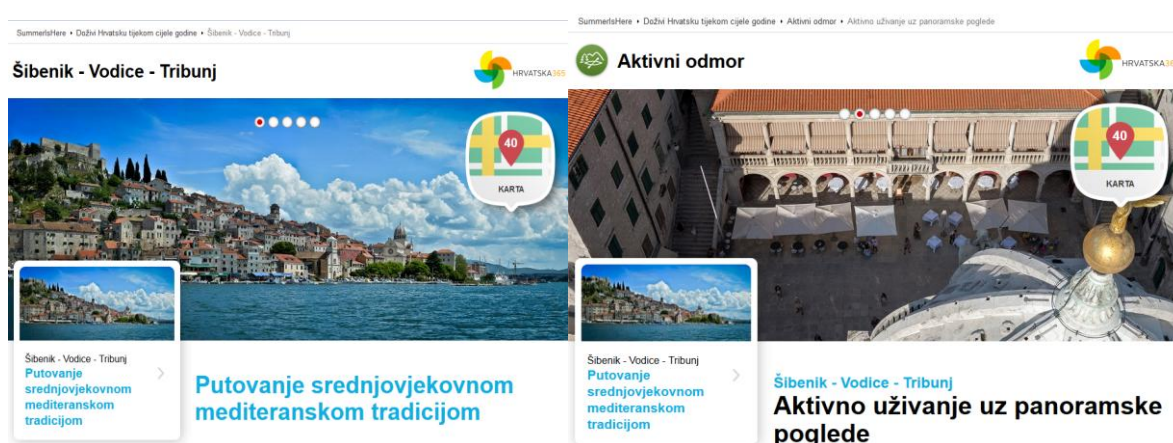 SummerIsHere • Doživi Hrvatsku tijekom cijele godine • Šibenik - Vodice - Tribunj
Šibenik - Vodice - Tribunj
HRVATSKA365
40
KARTA
Šibenik - Vodice - Tribunj
Putovanje
srednjovjekovnom
mediteranskom
tradicijom
Putovanje srednjovjekovnom
mediteranskom tradicijom
SummerIsHere • Doživi Hrvatsku tijekom cijele godine • Aktivni odmor • Aktivno uživanje uz panoramske poglede
Aktivni odmor
HRVATSKA36
40
KARTA
Šibenik - Vodice - Tribunj
Putovanje
srednjovjekovnom
mediteranskom
tradicijom
Šibenik - Vodice - Tribunj
Aktivno uživanje uz panoramske
poglede